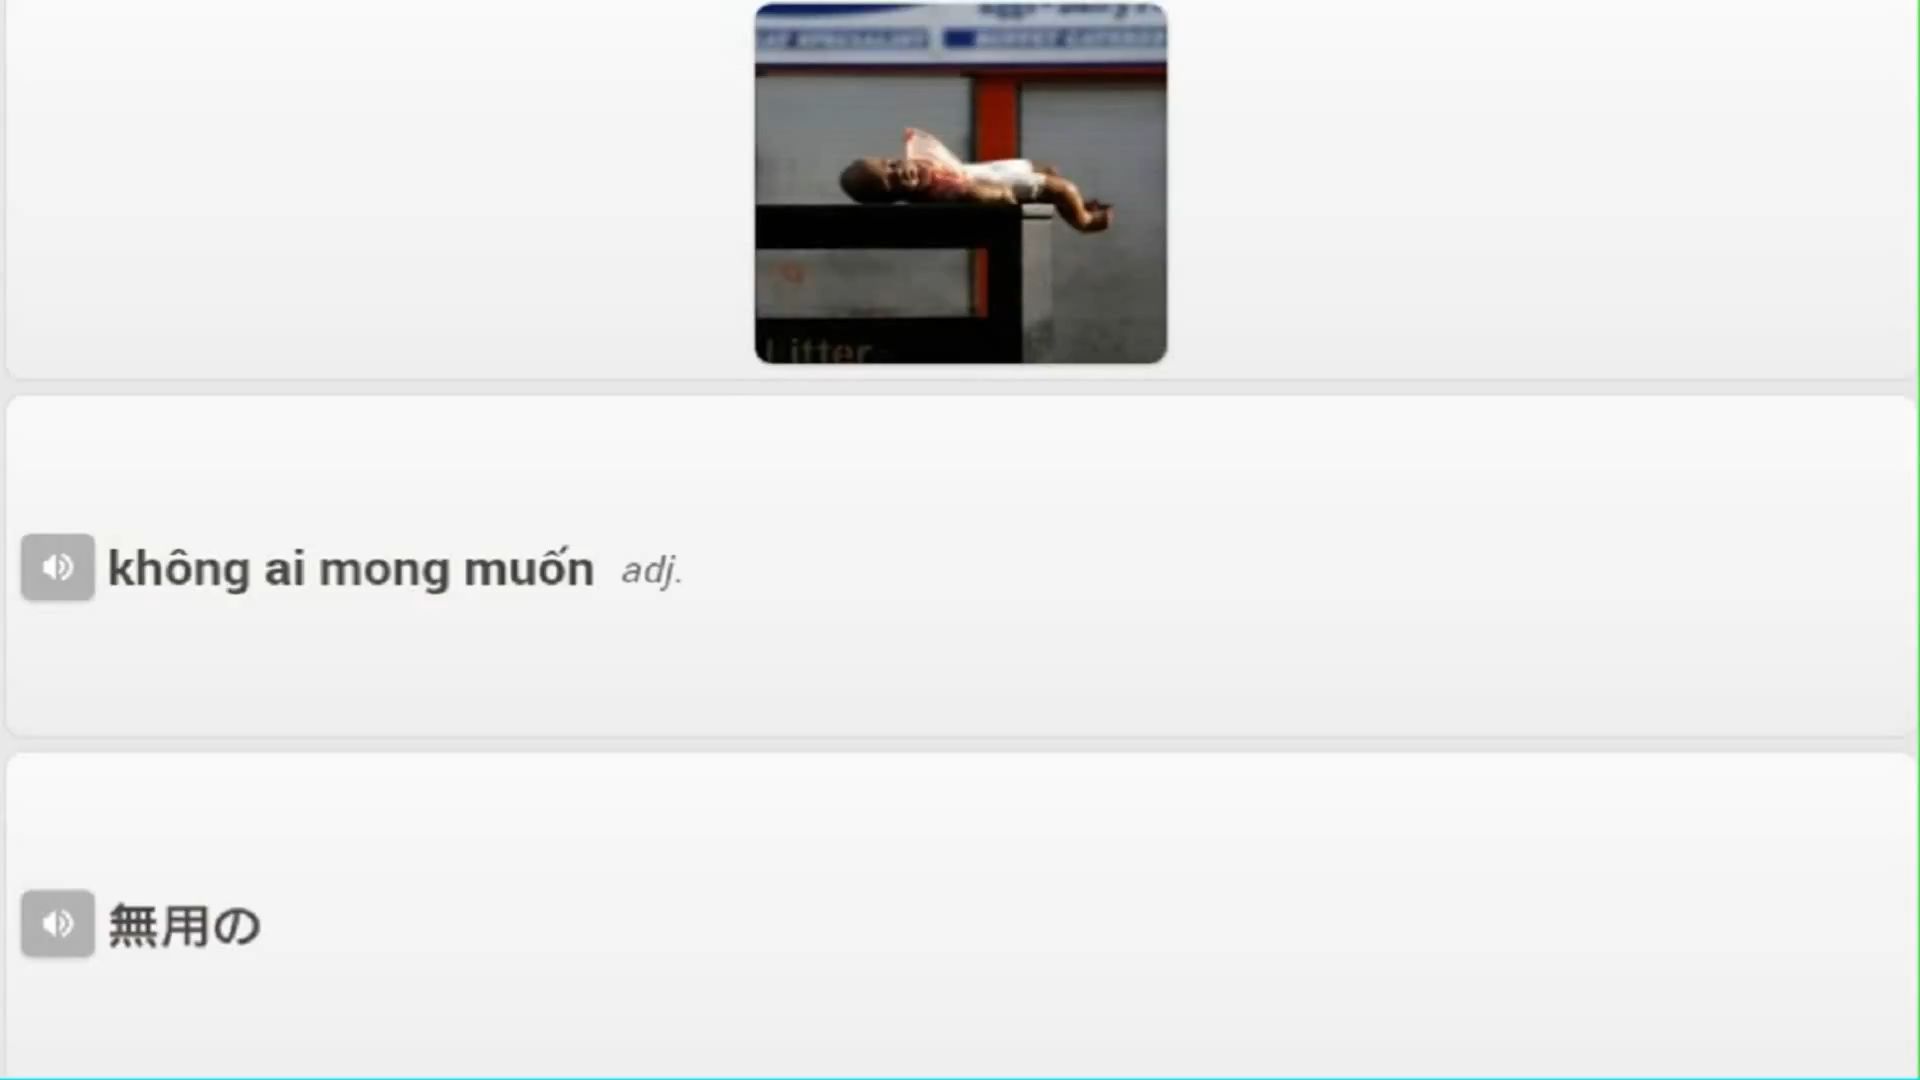 Litter
không ai mong muốn adj.
無用の